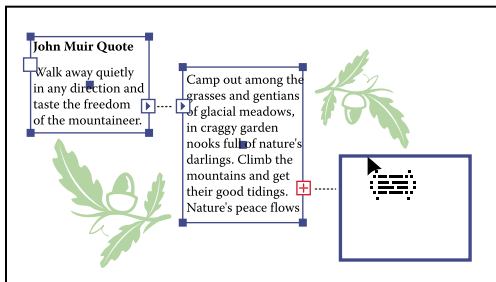 John Muir Quote
Walk away quietly
in any direction and
taste the freedom
of the mountaineer.
Camp out among the
grasses and gentians
of glacial meadows,
in craggy garden
nooks full of nature's
darlings. Climb the
mountains and get
their good tidings.
Nature's peace flows